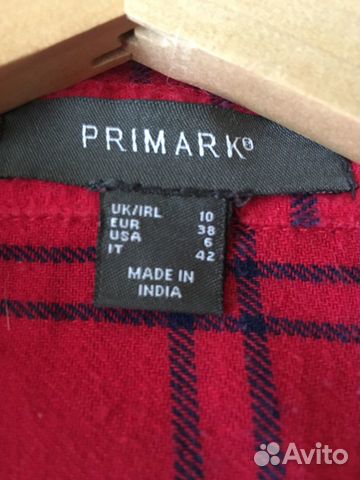 PRIMARK®
UK/IRL 10
EUR 38
USA 6
IT 42
MADE IN
INDIA
Avito